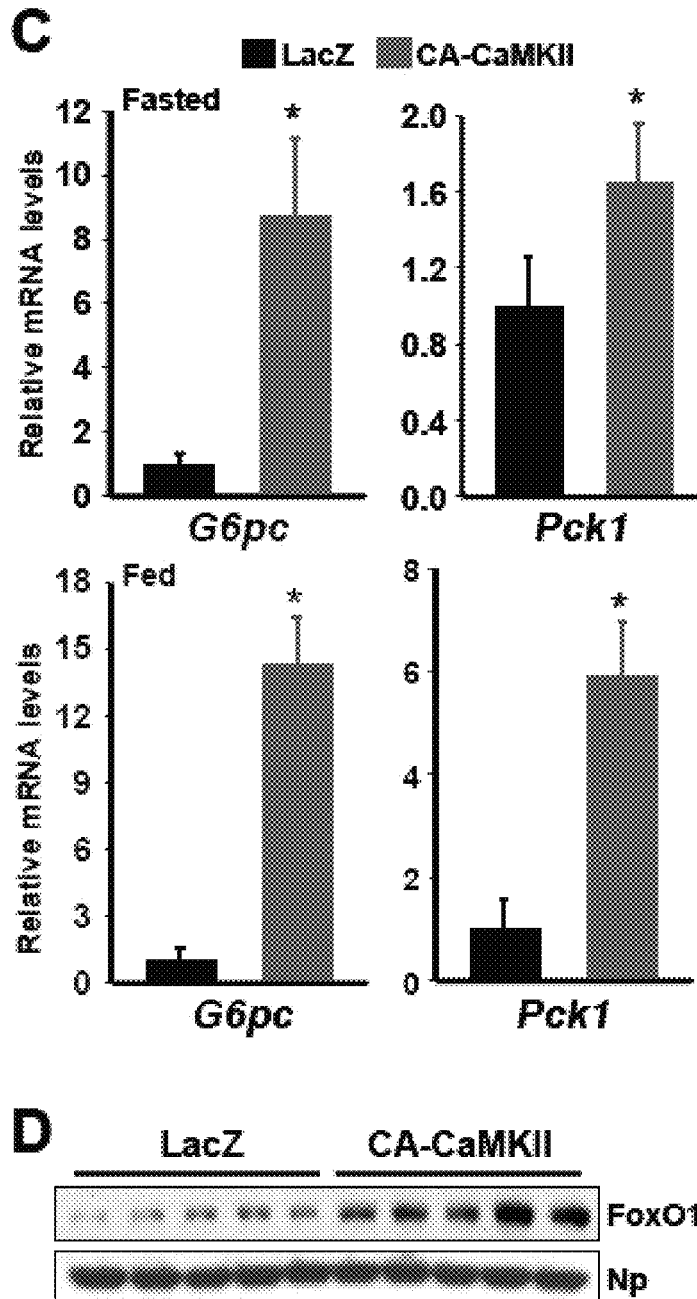 C
LacZ CA-CaMKII
Fasted
Relative mRNA levels
12
10
8
6
4
2
0
*
G6pc
2.0
1.6
1.2
0.8
0.4
0.0
*
Pck1
Fed
Relative mRNA levels
18
15
12
9
6
3
0
*
G6pc
8
6
4
2
0
*
Pck1
D
LacZ CA-CaMKII
FoxO1
Np